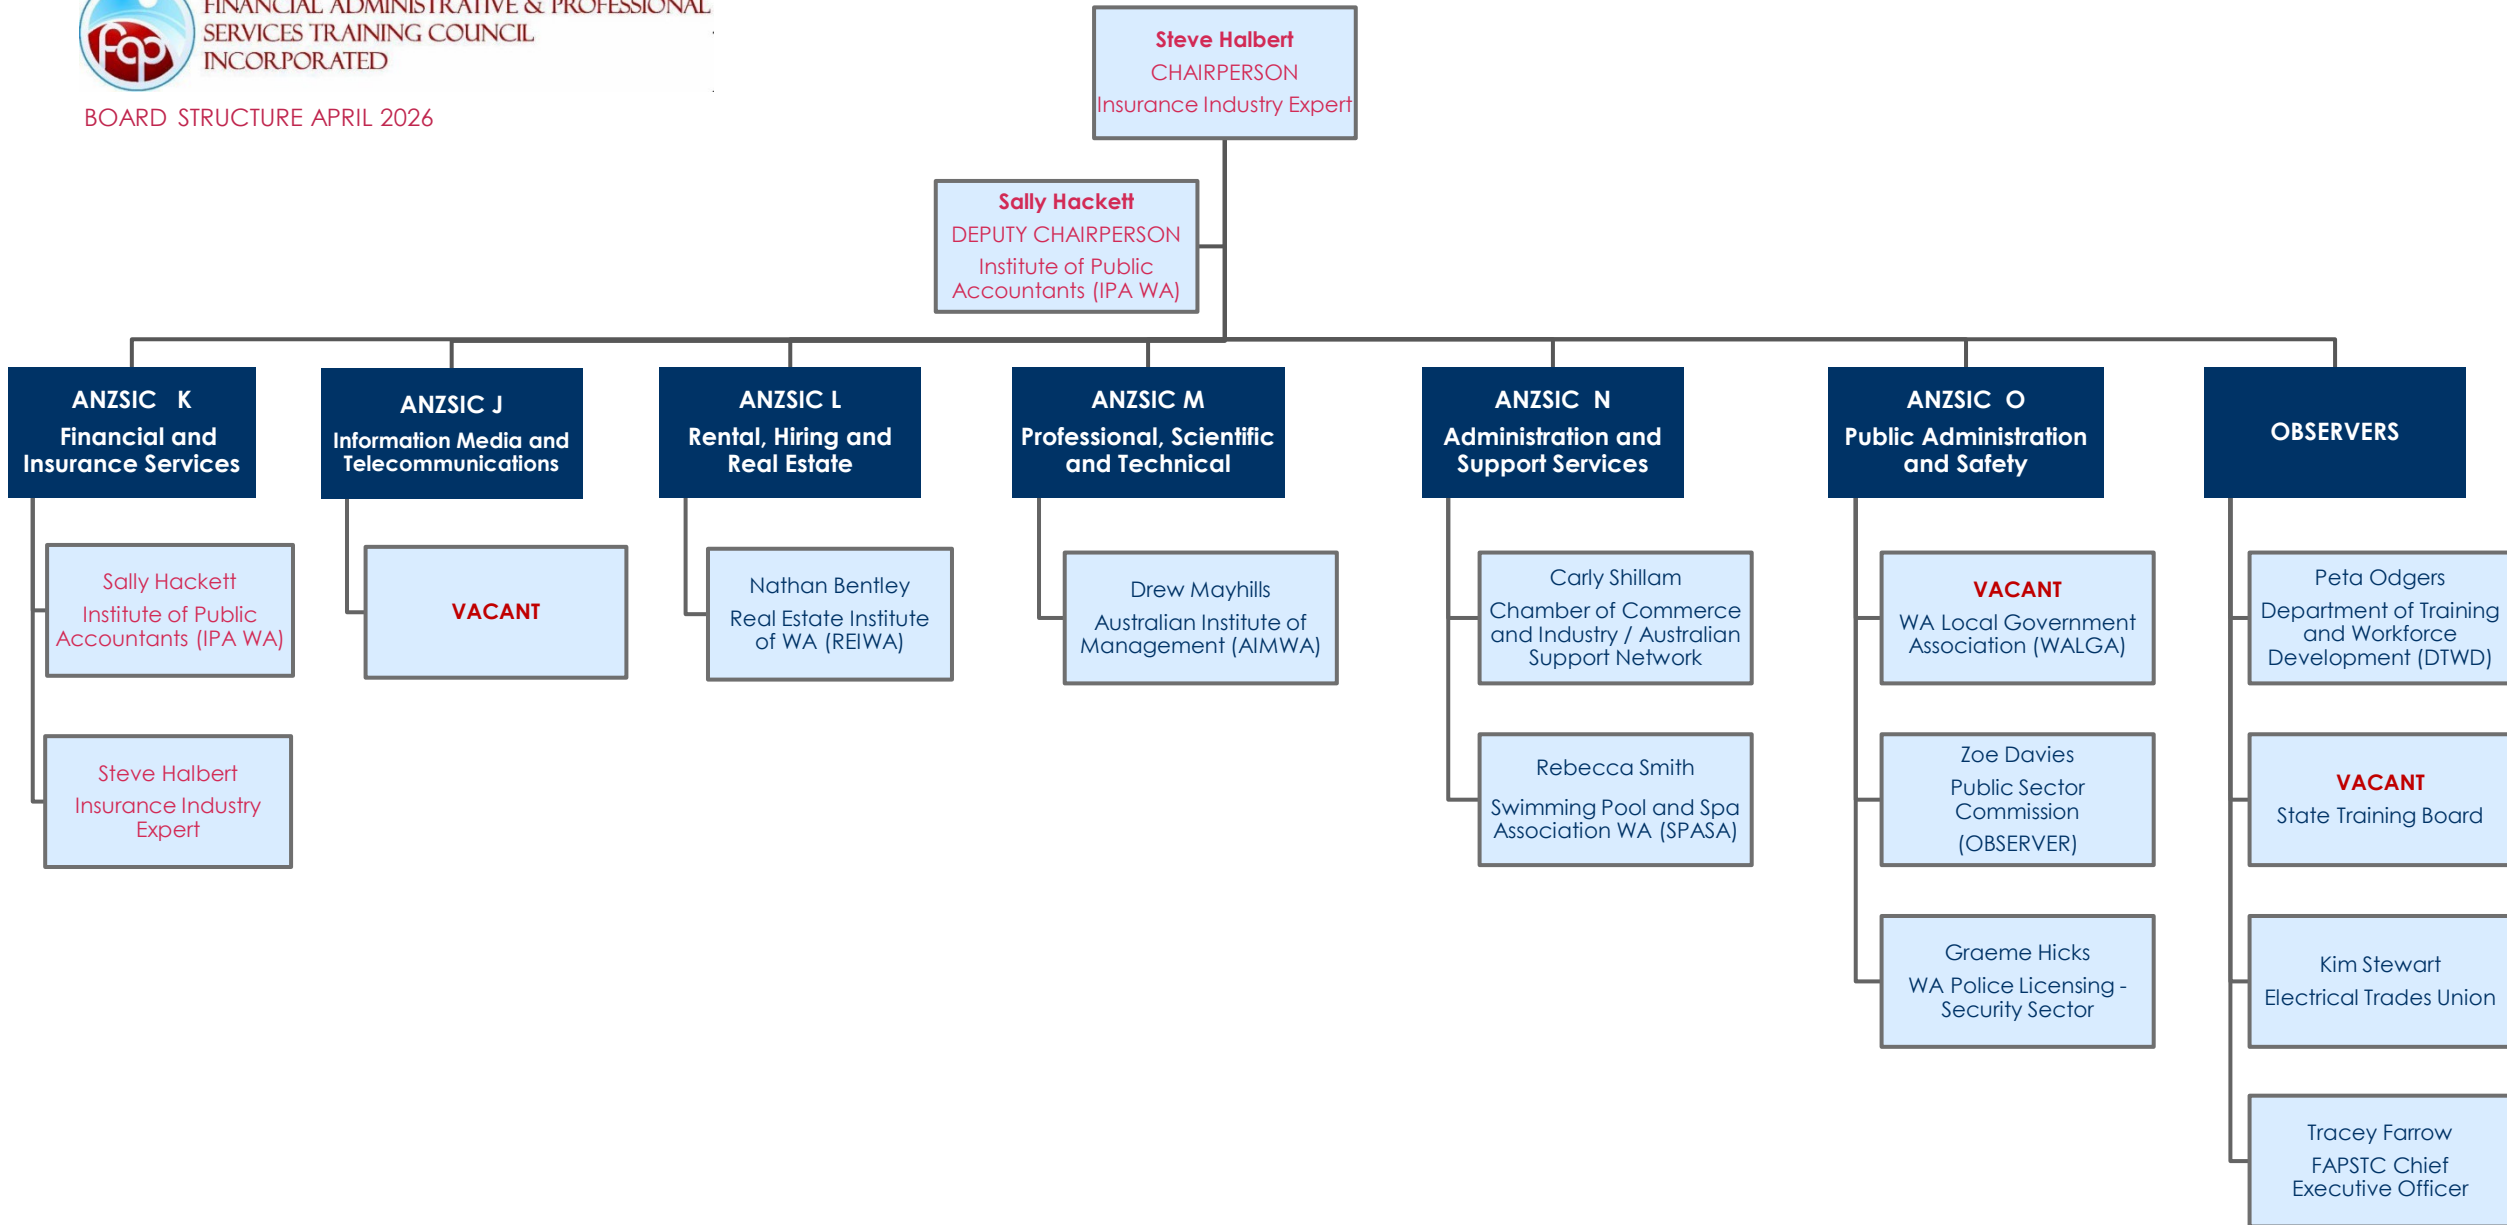 FINANCIAL ADMINISTRATIVE & PROFESSIONAL
SERVICES TRAINING COUNCIL
INCORPORATED
fap
BOARD STRUCTURE APRIL 2026
Steve Halbert
CHAIRPERSON
Insurance Industry Expert
Sally Hackett
DEPUTY CHAIRPERSON
Institute of Public
Accountants (IPA WA)
ANZSIC K
Financial and
Insurance Services
Sally Hackett
Institute of Public
Accountants (IPA WA)
Steve Halbert
Insurance Industry
Expert
ANZSIC J
Information Media and
Telecommunications
VACANT
ANZSIC L
Rental, Hiring and
Real Estate
Nathan Bentley
Real Estate Institute
of WA (REIWA)
ANZSIC M
Professional, Scientific
and Technical
Drew Mayhills
Australian Institute of
Management (AIMWA)
ANZSIC N
Administration and
Support Services
Carly Shillam
Chamber of Commerce
and Industry / Australian
Support Network
Rebecca Smith
Swimming Pool and Spa
Association WA (SPASA)
ANZSIC O
Public Administration
and Safety
VACANT
WA Local Government
Association (WALGA)
Zoe Davies
Public Sector
Commission
(OBSERVER)
Graeme Hicks
WA Police Licensing -
Security Sector
OBSERVERS
Peta Odgers
Department of Training
and Workforce
Development (DTWD)
VACANT
State Training Board
Kim Stewart
Electrical Trades Union
Tracey Farrow
FAPSTC Chief
Executive Officer